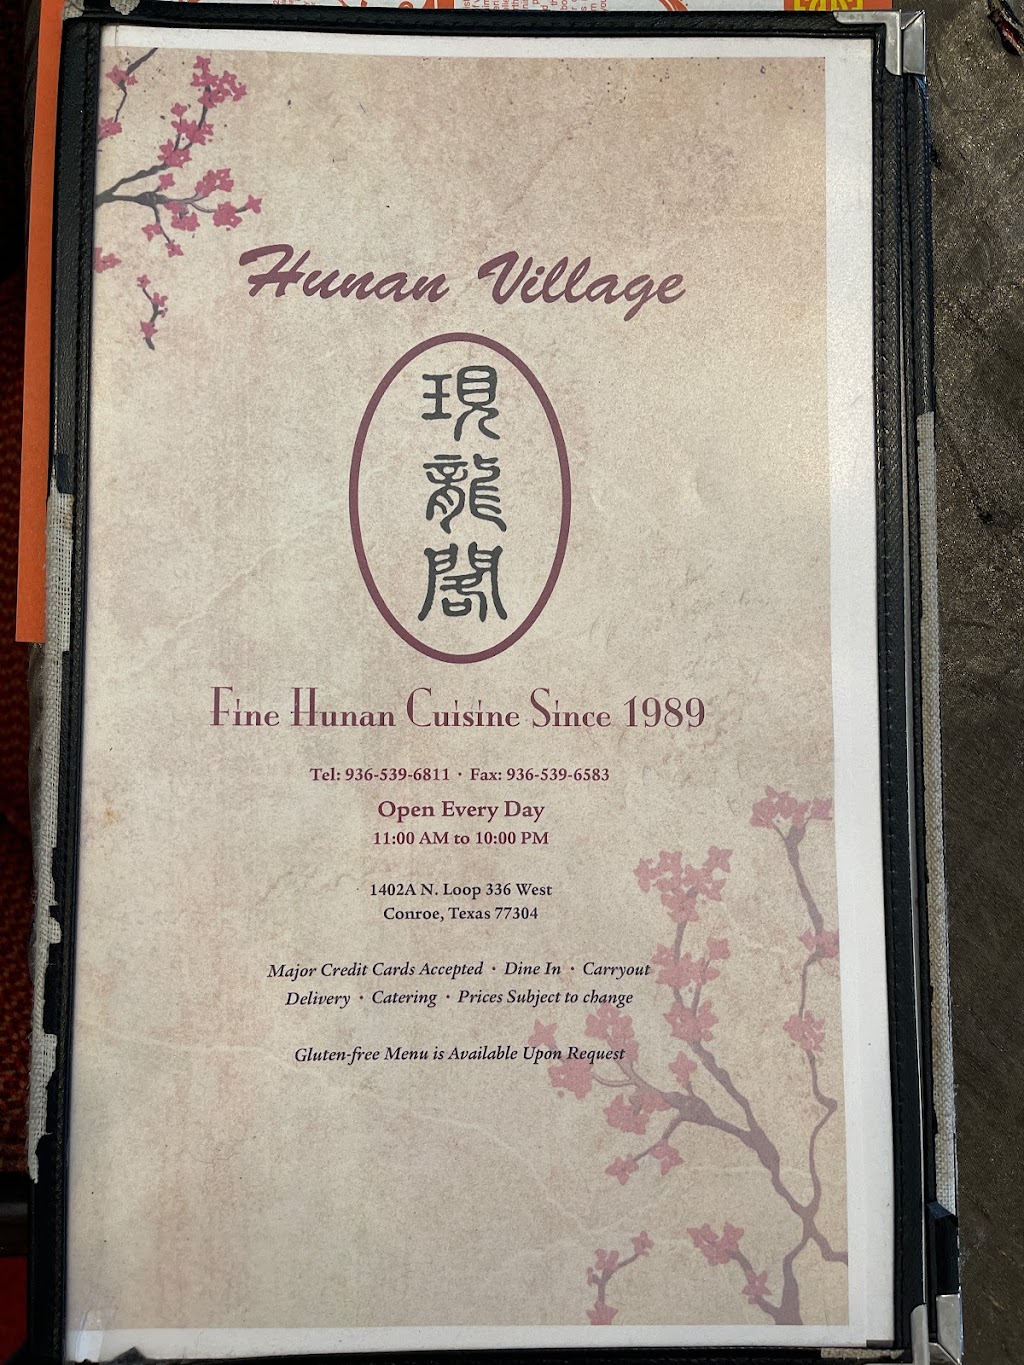 Hunan Village
現
龍
閣
Fine Hunan Cuisine Since 1989
Tel: 936-539-6811 · Fax: 936-539-6583
Open Every Day
11:00 AM to 10:00 PM
1402A N. Loop 336 West
Conroe, Texas 77304
Major Credit Cards Accepted · Dine In · Carryout
Delivery · Catering · Prices Subject to change
Gluten-free Menu is Available Upon Request